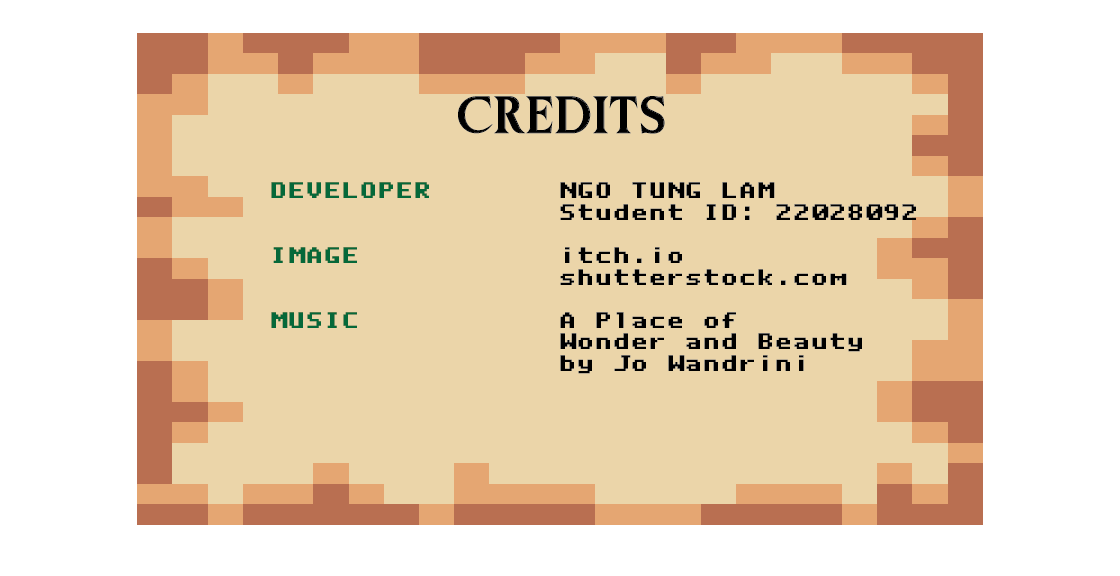 CREDITS
DEVELOPER NGO TUNG LAM
Student ID: 22028092
IMAGE itch.io
shutterstock.com
MUSIC A Place of
Wonder and Beauty
by Jo Wandrini